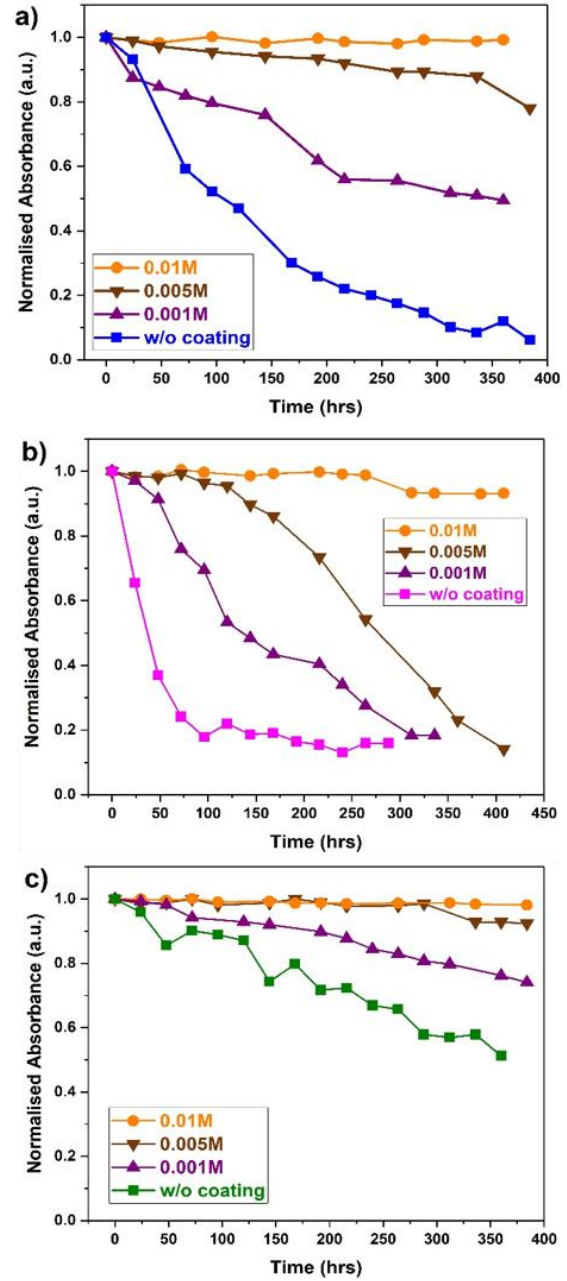 a)
Normalised Absorbance (a.u.)
1.0
0.8
0.6
0.4
0.2
0.0
0.01M
0.005M
0.001M
w/o coating
0 50 100 150 200 250 300 350 400
Time (hrs)
b)
Normalised Absorbance (a.u.)
1.0
0.8
0.6
0.4
0.2
0.0
0.01M
0.005M
0.001M
w/o coating
0 50 100 150 200 250 300 350 400 450
Time (hrs)
c)
Normalised Absorbance (a.u.)
1.0
0.8
0.6
0.4
0.2
0.0
0.01M
0.005M
0.001M
w/o coating
0 50 100 150 200 250 300 350 400
Time (hrs)